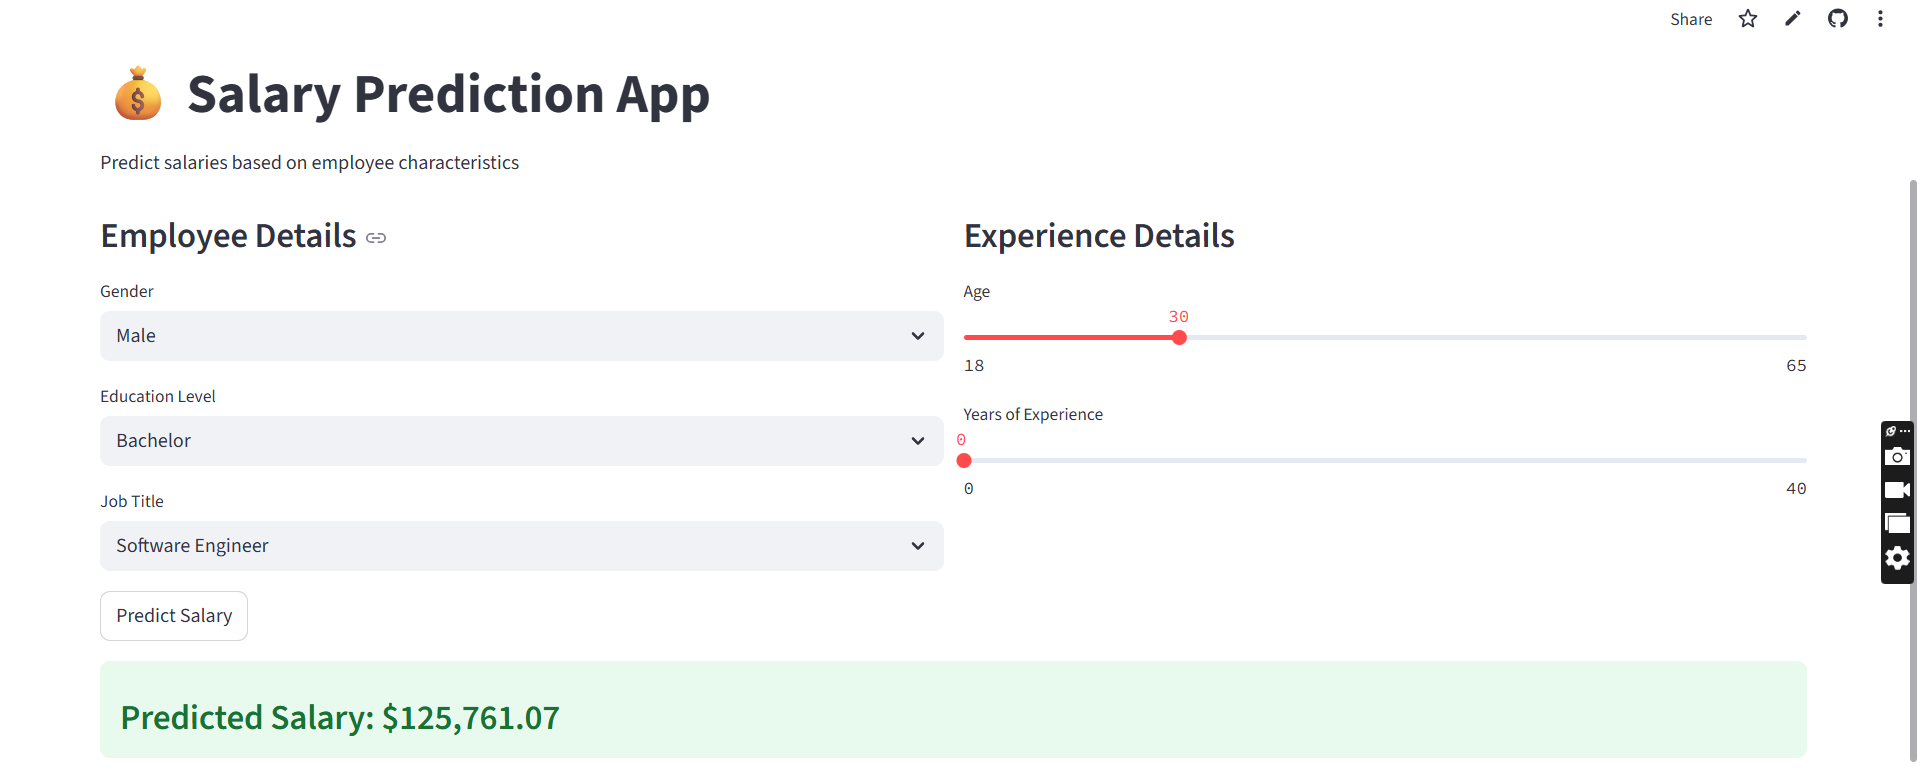 Share
Salary Prediction App
Predict salaries based on employee characteristics
Employee Details
Gender
Male
Education Level
Bachelor
Job Title
Software Engineer
Predict Salary
Experience Details
Age
30
18 65
Years of Experience
0
0 40
Predicted Salary: $125,761.07